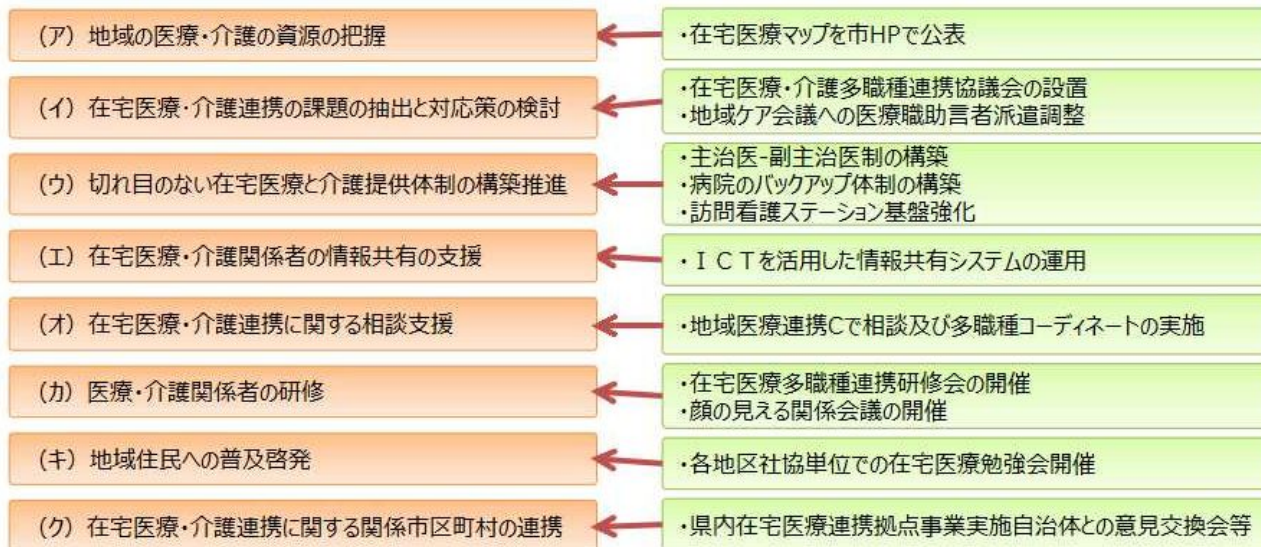 (ア) 地域の医療・介護の資源の把握
・在宅医療マップを市HPで公表
(イ) 在宅医療・介護連携の課題の抽出と対応策の検討
・在宅医療・介護多職種連携協議会の設置
・地域ケア会議への医療職助言者派遣調整
(ウ) 切れ目のない在宅医療と介護提供体制の構築推進
・主治医-副主治医制の構築
・病院のバックアップ体制の構築
・訪問看護ステーション基盤強化
(エ) 在宅医療・介護関係者の情報共有の支援
・ＩＣＴを活用した情報共有システムの運用
(オ) 在宅医療・介護連携に関する相談支援
・地域医療連携Cで相談及び多職種コーディネートの実施
(カ) 医療・介護関係者の研修
・在宅医療多職種連携研修会の開催
・顔の見える関係会議の開催
(キ) 地域住民への普及啓発
・各地区社協単位での在宅医療勉強会開催
(ク) 在宅医療・介護連携に関する関係市区町村の連携
・県内在宅医療連携拠点事業実施自治体との意見交換会等